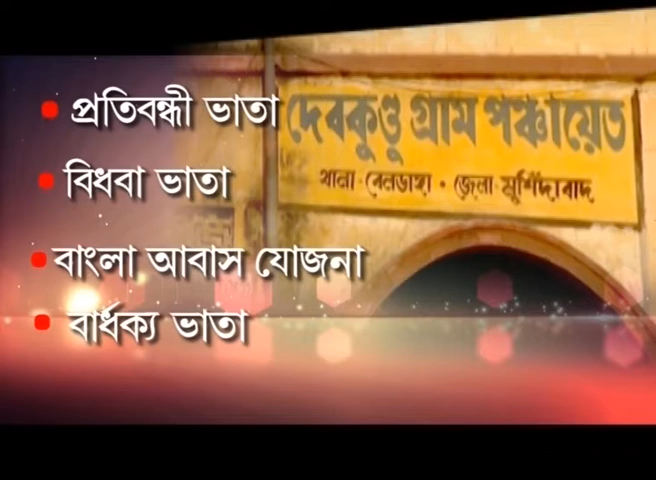 প্রতিবন্ধী ভাতা
বিধবা ভাতা
বাংলা আবাস যোজনা
বার্ধক্য ভাতা
দেবকুণ্ডু গ্রাম পঞ্চায়েত
থানা বেলডাঙ্গা • জেলা মুর্শিদাবাদ